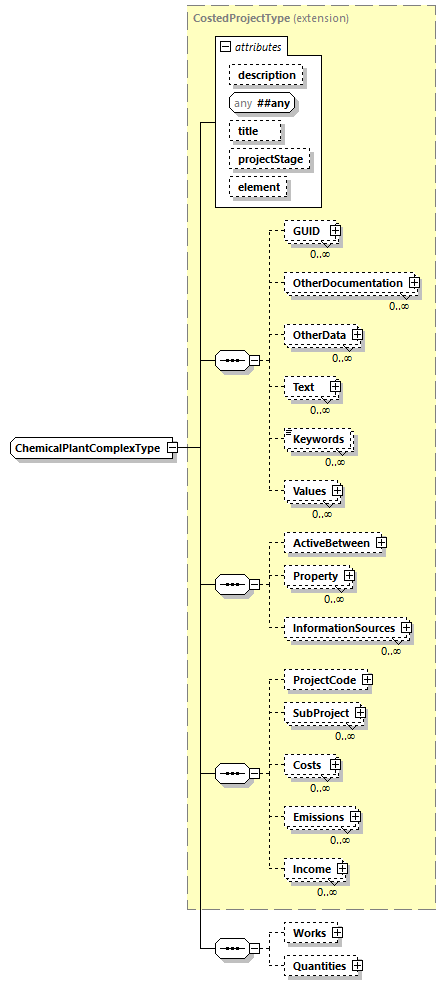 CostedProjectType (extension)
attributes
description
any ##any
title
projectStage
element
GUID
0..∞
OtherDocumentation
0..∞
OtherData
0..∞
Text
0..∞
Keywords
0..∞
Values
0..∞
ChemicalPlantComplexType
ActiveBetween
Property
0..∞
InformationSources
0..∞
ProjectCode
SubProject
0..∞
Costs
0..∞
Emissions
0..∞
Income
0..∞
Works
Quantities